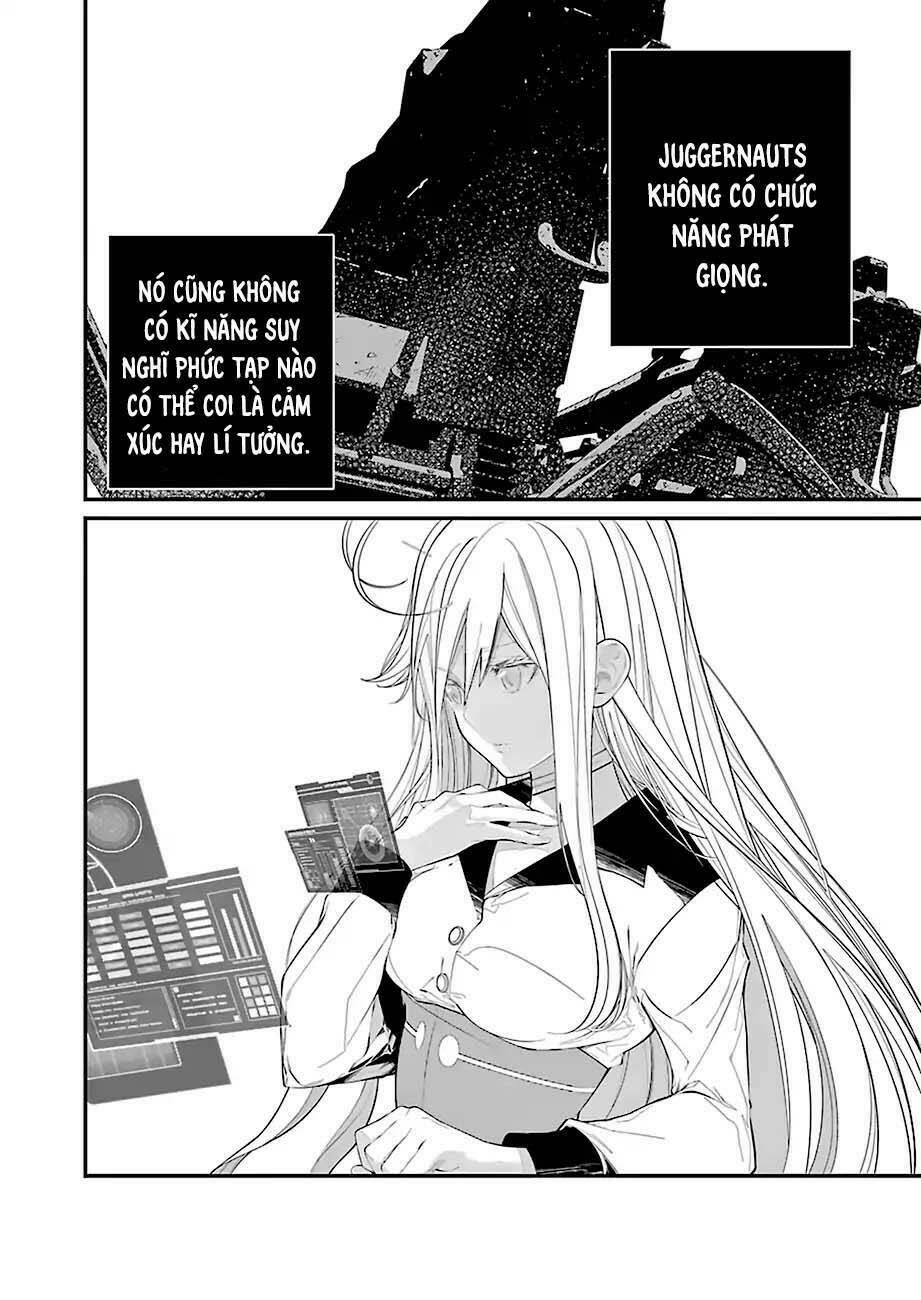 JUGGERNAUTS
KHÔNG CÓ CHỨC
NĂNG PHÁT
GIỌNG.
NÓ CŨNG KHÔNG
CÓ KĨ NĂNG SUY
NGHĨ PHỨC TẠP NÀO
CÓ THỂ COI LÀ CẢM
XÚC HAY LÍ TƯỞNG.